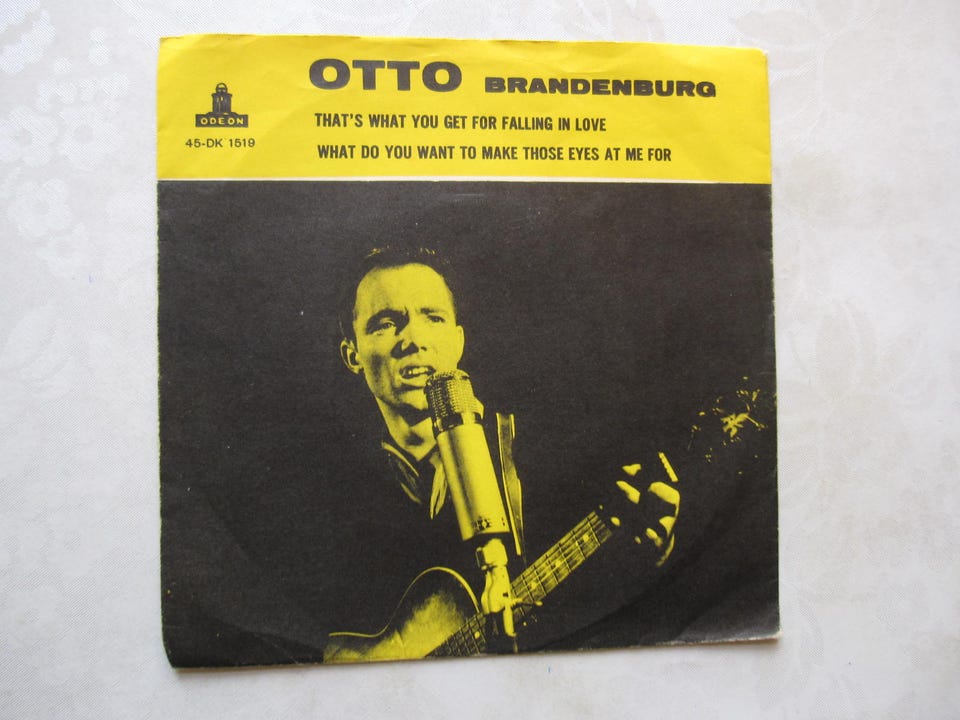 OTTO BRANDENBURG
ODEON
45-DK 1519
THAT'S WHAT YOU GET FOR FALLING IN LOVE
WHAT DO YOU WANT TO MAKE THOSE EYES AT ME FOR